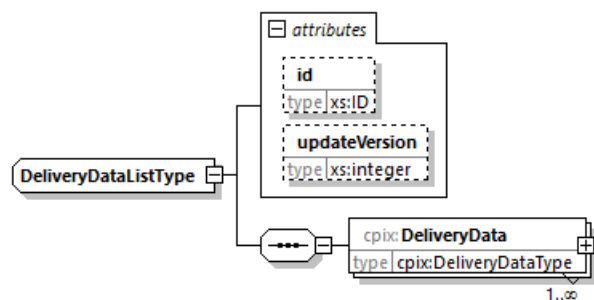 attributes
id
type xs:ID
updateVersion
type xs:integer
DeliveryDataListType
cpix:DeliveryData
type cpix:DeliveryDataType
1..∞